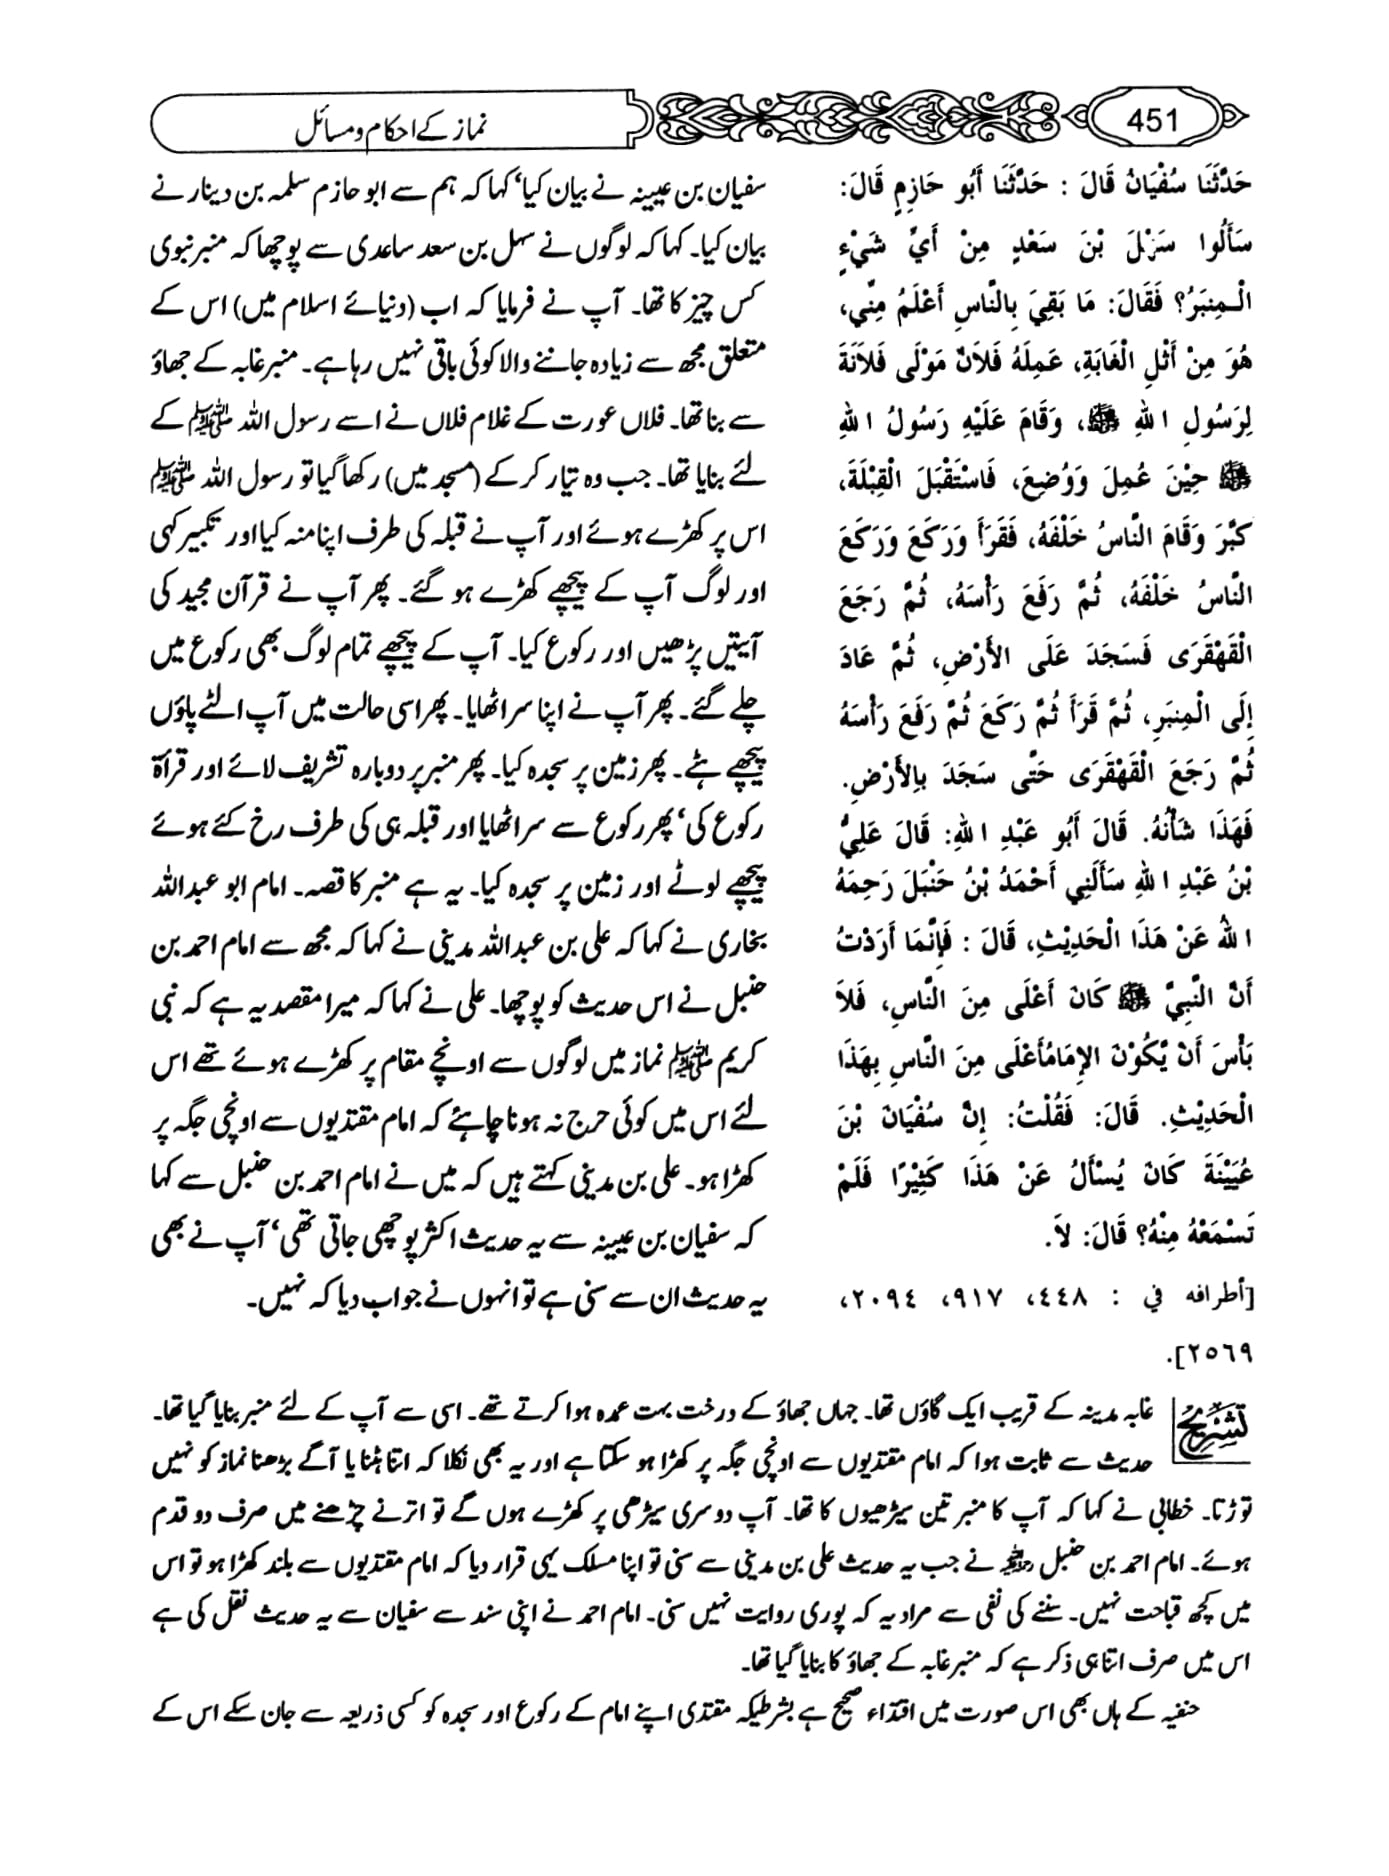 451
نماز کے احکام و مسائل
حَدَّثَنَا سُفْيَانُ قَالَ : حَدَّثَنَا أَبُو حَازِمٍ قَالَ:
سَأَلُوا سَهْلَ بْنَ سَعْدٍ مِنْ أَيِّ شَيْءٍ
الْمِنبَرُ؟ فَقَالَ: مَا بَقِيَ بِالنَّاسِ أَعْلَمُ مِنِّي،
هُوَ مِنْ أَثْلِ الْغَابَةِ، عَمِلَهُ فُلاَنٌ مَوْلَى فُلاَنَةَ
لِرَسُولِ اللهِ ﷺ، وَقَامَ عَلَيْهِ رَسُولُ اللهِ
ﷺ حِيْنَ عُمِلَ وَوُضِعَ، فَاسْتَقْبَلَ الْقِبْلَةَ،
كَبَّرَ وَقَامَ النَّاسُ خَلْفَهُ، فَقَرَأَ وَرَكَعَ وَرَكَعَ
النَّاسُ خَلْفَهُ، ثُمَّ رَفَعَ رَأْسَهُ، ثُمَّ رَجَعَ
الْقَهْقَرَى فَسَجَدَ عَلَى الأَرْضِ، ثُمَّ عَادَ
إِلَى الْمِنبَرِ، ثُمَّ قَرَأَ ثُمَّ رَكَعَ ثُمَّ رَفَعَ رَأْسَهُ
ثُمَّ رَجَعَ الْقَهْقَرَى حَتَّى سَجَدَ بِالأَرْضِ.
فَهَذَا شَأْنُهُ. قَالَ أَبُو عَبْدِ اللهِ: قَالَ عَلِيُّ
بْنُ عَبْدِ اللهِ سَأَلَنِي أَحْمَدُ بْنُ حَنْبَلَ رَحِمَهُ
اللهُ عَنْ هَذَا الْحَدِيْثِ، قَالَ : فَإِنَّمَا أَرَدْتُ
أَنَّ النَّبِيَّ ﷺ كَانَ أَعْلَى مِنَ النَّاسِ، فَلاَ
بَأْسَ أَنْ يَّكُوْنَ الإِمَامُ أَعْلَى مِنَ النَّاسِ بِهَذَا
الْحَدِيْثِ. قَالَ: فَقُلْتُ: إِنَّ سُفْيَانَ بْنَ
عُيَيْنَةَ كَانَ يُسْأَلُ عَنْ هَذَا كَثِيْرًا فَلَمْ
تَسْمَعْهُ مِنْهُ؟ قَالَ: لاَ.
[أطرافه في : ٤٤٨، ٩١٧، ٢٠٩٤،
٢٥٦٩].
سفیان بن عیینہ نے بیان کیا‘ کہا کہ ہم سے ابو حازم سلمہ بن دینار نے
بیان کیا۔ کہا کہ لوگوں نے سہل بن سعد ساعدی سے پوچھا کہ منبر نبوی
کس چیز کا تھا۔ آپ نے فرمایا کہ اب (دنیائے اسلام میں) اس کے
متعلق مجھ سے زیادہ جاننے والا کوئی باقی نہیں رہا ہے۔ منبر غابہ کے جھاؤ
سے بنا تھا۔ فلاں عورت کے غلام فلاں نے اسے رسول اللہ ﷺ کے
لئے بنایا تھا۔ جب وہ تیار کر کے (مسجد میں) رکھا گیا تو رسول اللہ ﷺ
اس پر کھڑے ہوئے اور آپ نے قبلہ کی طرف اپنا منہ کیا اور تکبیر کہی
اور لوگ آپ کے پیچھے کھڑے ہو گئے۔ پھر آپ نے قرآن مجید کی
آیتیں پڑھیں اور رکوع کیا۔ آپ کے پیچھے تمام لوگ بھی رکوع میں
چلے گئے۔ پھر آپ نے اپنا سر اٹھایا۔ پھر اسی حالت میں آپ الٹے پاؤں
پیچھے ہٹے۔ پھر زمین پر سجدہ کیا۔ پھر منبر پر دوبارہ تشریف لائے اور قرأة
رکوع کی‘ پھر رکوع سے سر اٹھایا اور قبلہ ہی کی طرف رخ کئے ہوئے
پیچھے لوٹے اور زمین پر سجدہ کیا۔ یہ ہے منبر کا قصہ۔ امام ابو عبداللہ
بخاری نے کہا کہ علی بن عبداللہ مدینی نے کہا کہ مجھ سے امام احمد بن
حنبل نے اس حدیث کو پوچھا۔ علی نے کہا کہ میرا مقصد یہ ہے کہ نبی
کریم ﷺ نماز میں لوگوں سے اونچے مقام پر کھڑے ہوئے تھے اس
لئے اس میں کوئی حرج نہ ہونا چاہئے کہ امام مقتدیوں سے اونچی جگہ پر
کھڑا ہو۔ علی بن مدینی کہتے ہیں کہ میں نے امام احمد بن حنبل سے کہا
کہ سفیان بن عیینہ سے یہ حدیث اکثر پوچھی جاتی تھی‘ آپ نے بھی
یہ حدیث ان سے سنی ہے تو انہوں نے جواب دیا کہ نہیں۔
تشریح
غابہ مدینہ کے قریب ایک گاؤں تھا۔ جہاں جھاؤ کے درخت بہت عمدہ ہوا کرتے تھے۔ اسی سے آپ کے لئے منبر بنایا گیا تھا۔
حدیث سے ثابت ہوا کہ امام مقتدیوں سے اونچی جگہ پر کھڑا ہو سکتا ہے اور یہ بھی نکلا کہ اتنا ہٹنا یا آگے بڑھنا نماز کو نہیں
توڑتا۔ خطابی نے کہا کہ آپ کا منبر تین سیڑھیوں کا تھا۔ آپ دوسری سیڑھی پر کھڑے ہوں گے تو اترنے چڑھنے میں صرف دو قدم
ہوئے۔ امام احمد بن حنبل رحمہ اللہ نے جب یہ حدیث علی بن مدینی سے سنی تو اپنا مسلک یہی قرار دیا کہ امام مقتدیوں سے بلند کھڑا ہو تو اس
میں کچھ قباحت نہیں۔ سننے کی نفی سے مراد یہ کہ پوری روایت نہیں سنی۔ امام احمد نے اپنی سند سے سفیان سے یہ حدیث نقل کی ہے
اس میں صرف اتنا ہی ذکر ہے کہ منبر غابہ کے جھاؤ کا بنایا گیا تھا۔
حنفیہ کے ہاں بھی اس صورت میں اقتداء صحیح ہے بشرطیکہ مقتدی اپنے امام کے رکوع اور سجدہ کو کسی ذریعہ سے جان سکے اس کے